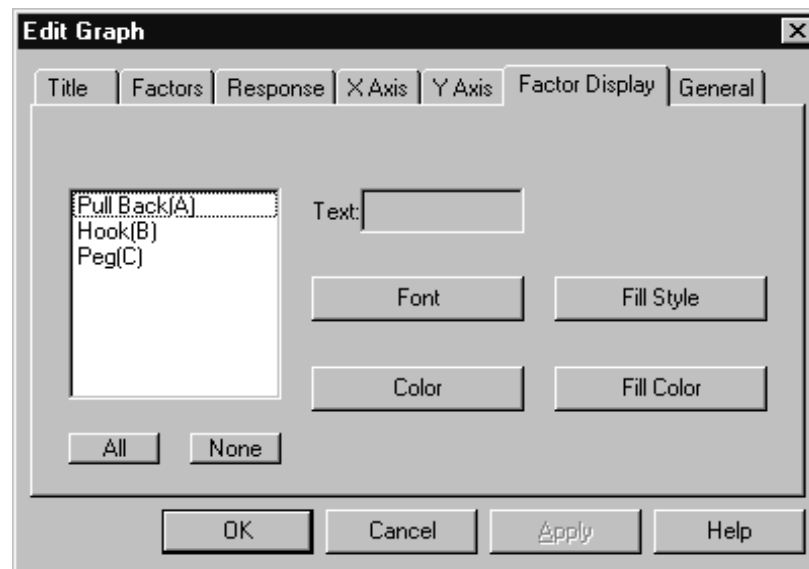 Edit Graph
Title Factors Response X Axis Y Axis Factor Display General
Pull Back(A)
Hook(B)
Peg(C)
Text:
Font Fill Style
Color Fill Color
All None
OK Cancel Apply Help